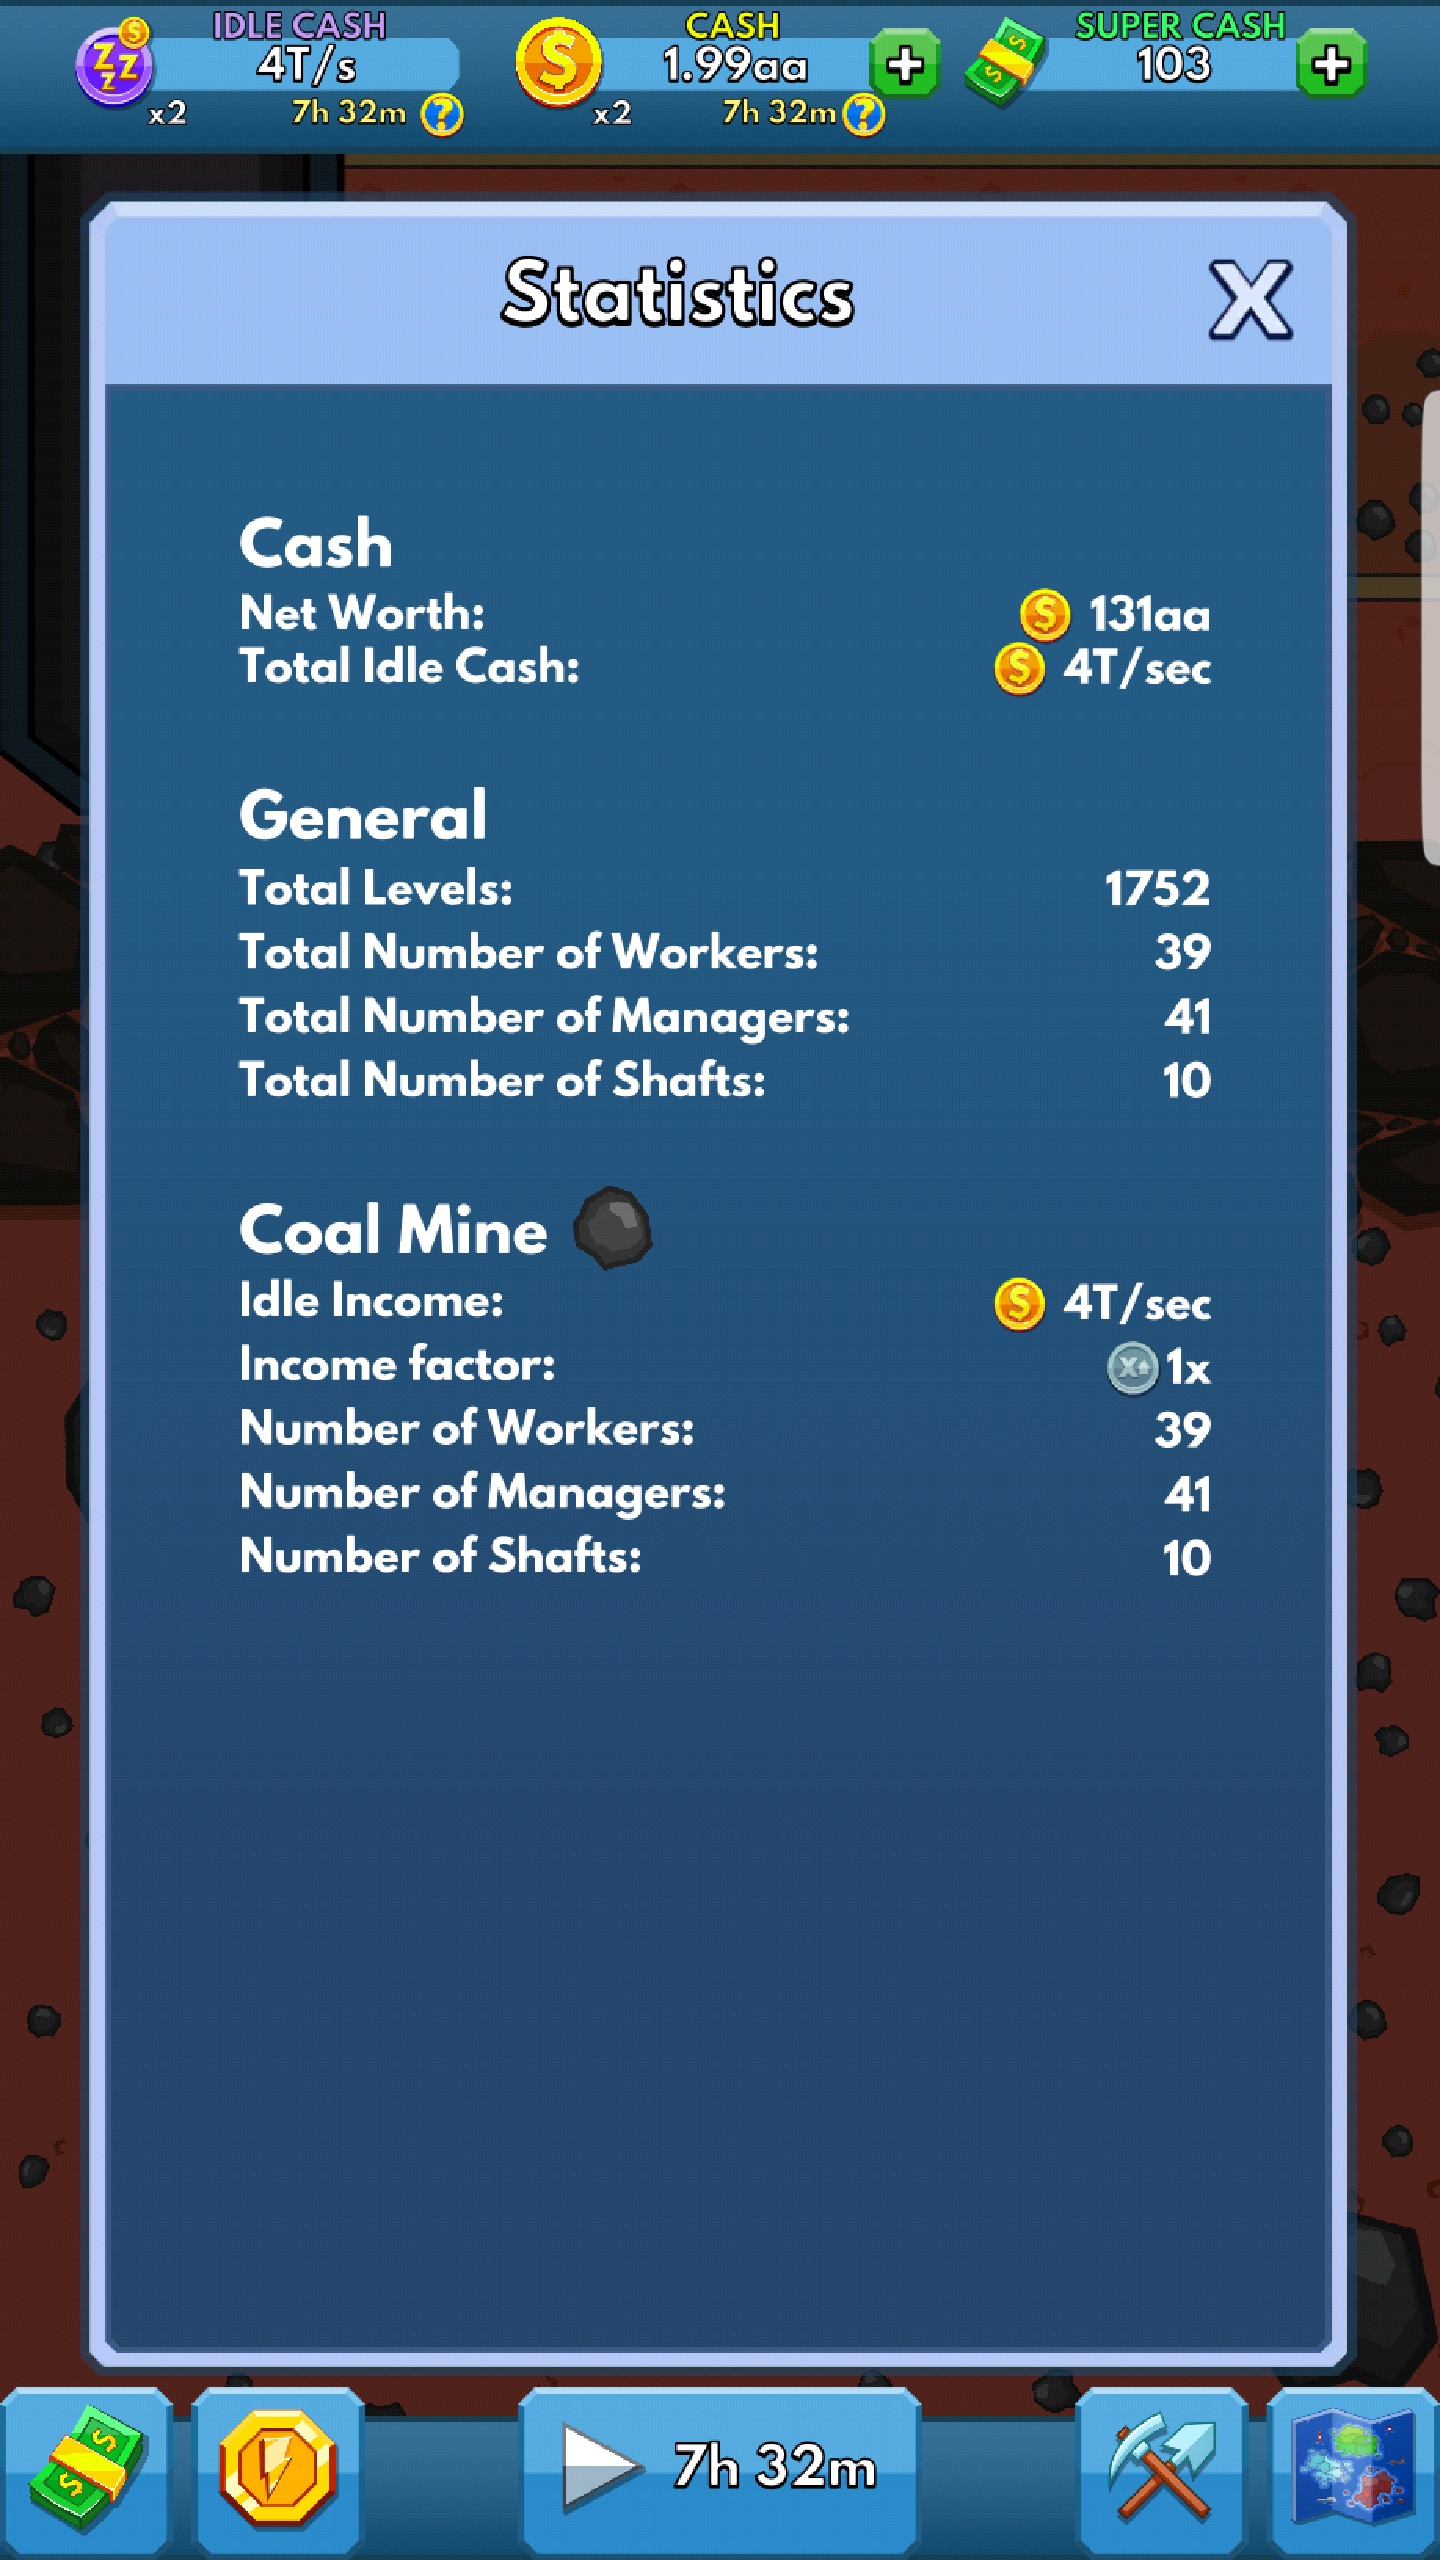 IDLE CASH CASH SUPER CASH
4T/s 1.99aa 103
x2 7h 32m ? x2 7h 32m ?
Statistics X
Cash
Net Worth: 131aa
Total Idle Cash: 4T/sec
General
Total Levels: 1752
Total Number of Workers: 39
Total Number of Managers: 41
Total Number of Shafts: 10
Coal Mine
Idle Income: 4T/sec
Income factor: 1x
Number of Workers: 39
Number of Managers: 41
Number of Shafts: 10
7h 32m